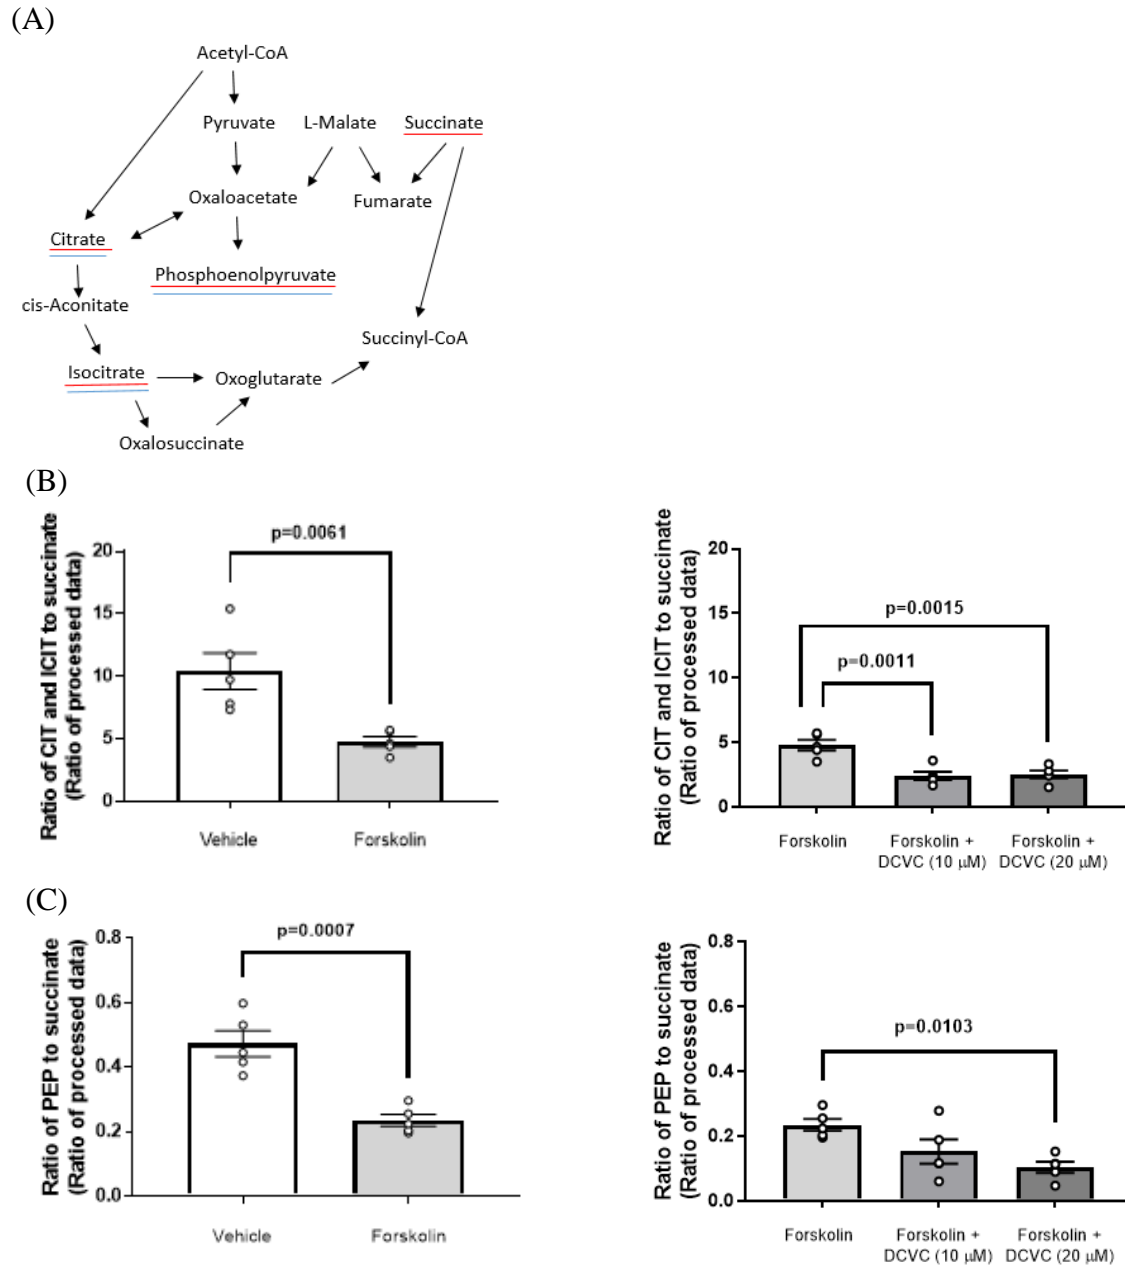 (A)
Acetyl-CoA
Pyruvate L-Malate Succinate
Oxaloacetate Fumarate
Citrate
Phosphoenolpyruvate
cis-Aconitate
Succinyl-CoA
Isocitrate Oxoglutarate
Oxalosuccinate
(B)
Ratio of CIT and ICIT to succinate
(Ratio of processed data)
20
15
10
5
0
p=0.0061
Vehicle Forskolin
Ratio of CIT and ICIT to succinate
(Ratio of processed data)
20
15
10
5
0
p=0.0015
p=0.0011
Forskolin Forskolin + Forskolin +
DCVC (10 μM) DCVC (20 μM)
(C)
Ratio of PEP to succinate
(Ratio of processed data)
0.8
0.6
0.4
0.2
0.0
p=0.0007
Vehicle Forskolin
Ratio of PEP to succinate
(Ratio of processed data)
0.8
0.6
0.4
0.2
0.0
p=0.0103
Forskolin Forskolin + Forskolin +
DCVC (10 μM) DCVC (20 μM)